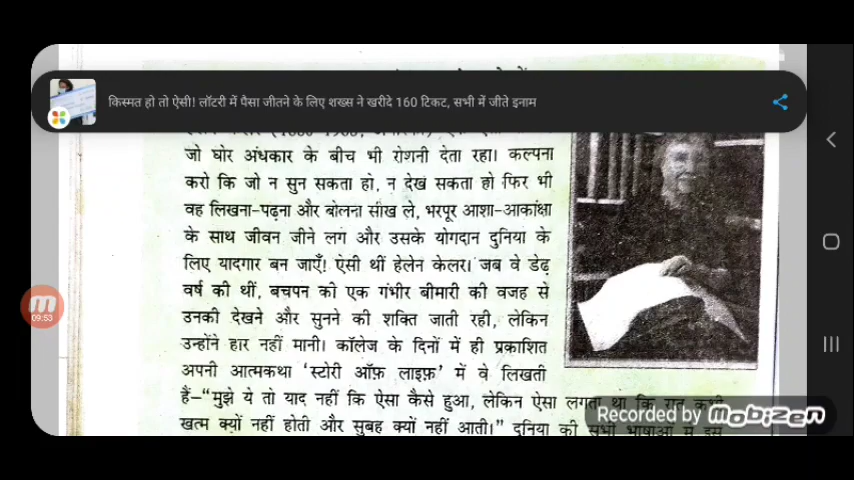 किस्मत हो तो ऐसी! लॉटरी में पैसा जीतने के लिए शख्स ने खरीदे 160 टिकट, सभी में जीते इनाम
जो घोर अंधकार के बीच भी रोशनी देता रहा। कल्पना
करो कि जो न सुन सकता हो, न देख सकता हो फिर भी
वह लिखना-पढ़ना और बोलना सीख ले, भरपूर आशा-आकांक्षा
के साथ जीवन जीने लग और उसके योगदान दुनिया के
लिए यादगार बन जाएँ! ऐसी थीं हेलेन केलर। जब वे डेढ़
वर्ष की थीं, बचपन को एक गंभीर बीमारी की वजह से
उनकी देखने और सुनने की शक्ति जाती रही, लेकिन
उन्होंने हार नहीं मानी। कॉलेज के दिनों में ही प्रकाशित
अपनी आत्मकथा ‘स्टोरी ऑफ़ लाइफ़’ में वे लिखती
हैं–“मुझे ये तो याद नहीं कि ऐसा कैसे हुआ, लेकिन ऐसा लगता था कि रात कभी
खत्म क्यों नहीं होती और सुबह क्यों नहीं आती।” दुनिया की सभी भाषाओं में इस
09:53
Recorded by Mobizen